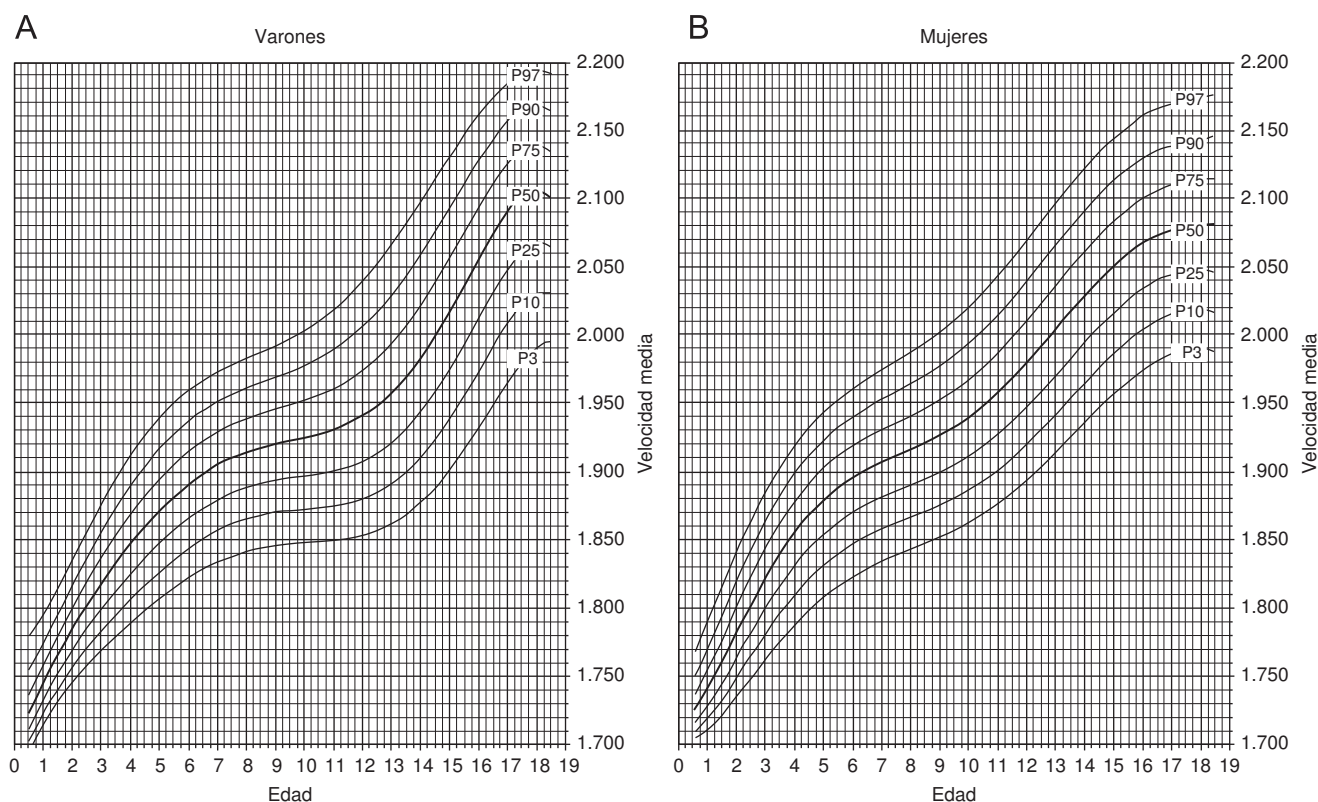 A
Varones
P97
P90
P75
P50
P25
P10
P3
2.200
2.150
2.100
2.050
2.000
1.950
1.900
1.850
1.800
1.750
1.700
Velocidad media
0 1 2 3 4 5 6 7 8 9 10 11 12 13 14 15 16 17 18 19
Edad
B
Mujeres
P97
P90
P75
P50
P25
P10
P3
2.200
2.150
2.100
2.050
2.000
1.950
1.900
1.850
1.800
1.750
1.700
Velocidad media
0 1 2 3 4 5 6 7 8 9 10 11 12 13 14 15 16 17 18 19
Edad